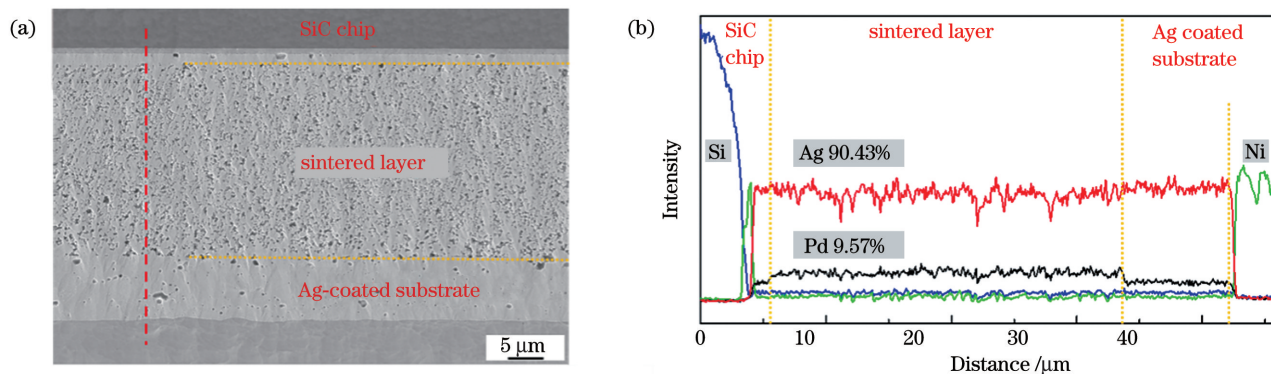 (a)
SiC chip
sintered layer
Ag-coated substrate
5 μm
(b)
SiC
chip
sintered layer
Ag coated
substrate
Si
Ag 90.43%
Ni
Pd 9.57%
Intensity
0
10
20
30
40
50
Distance /μm